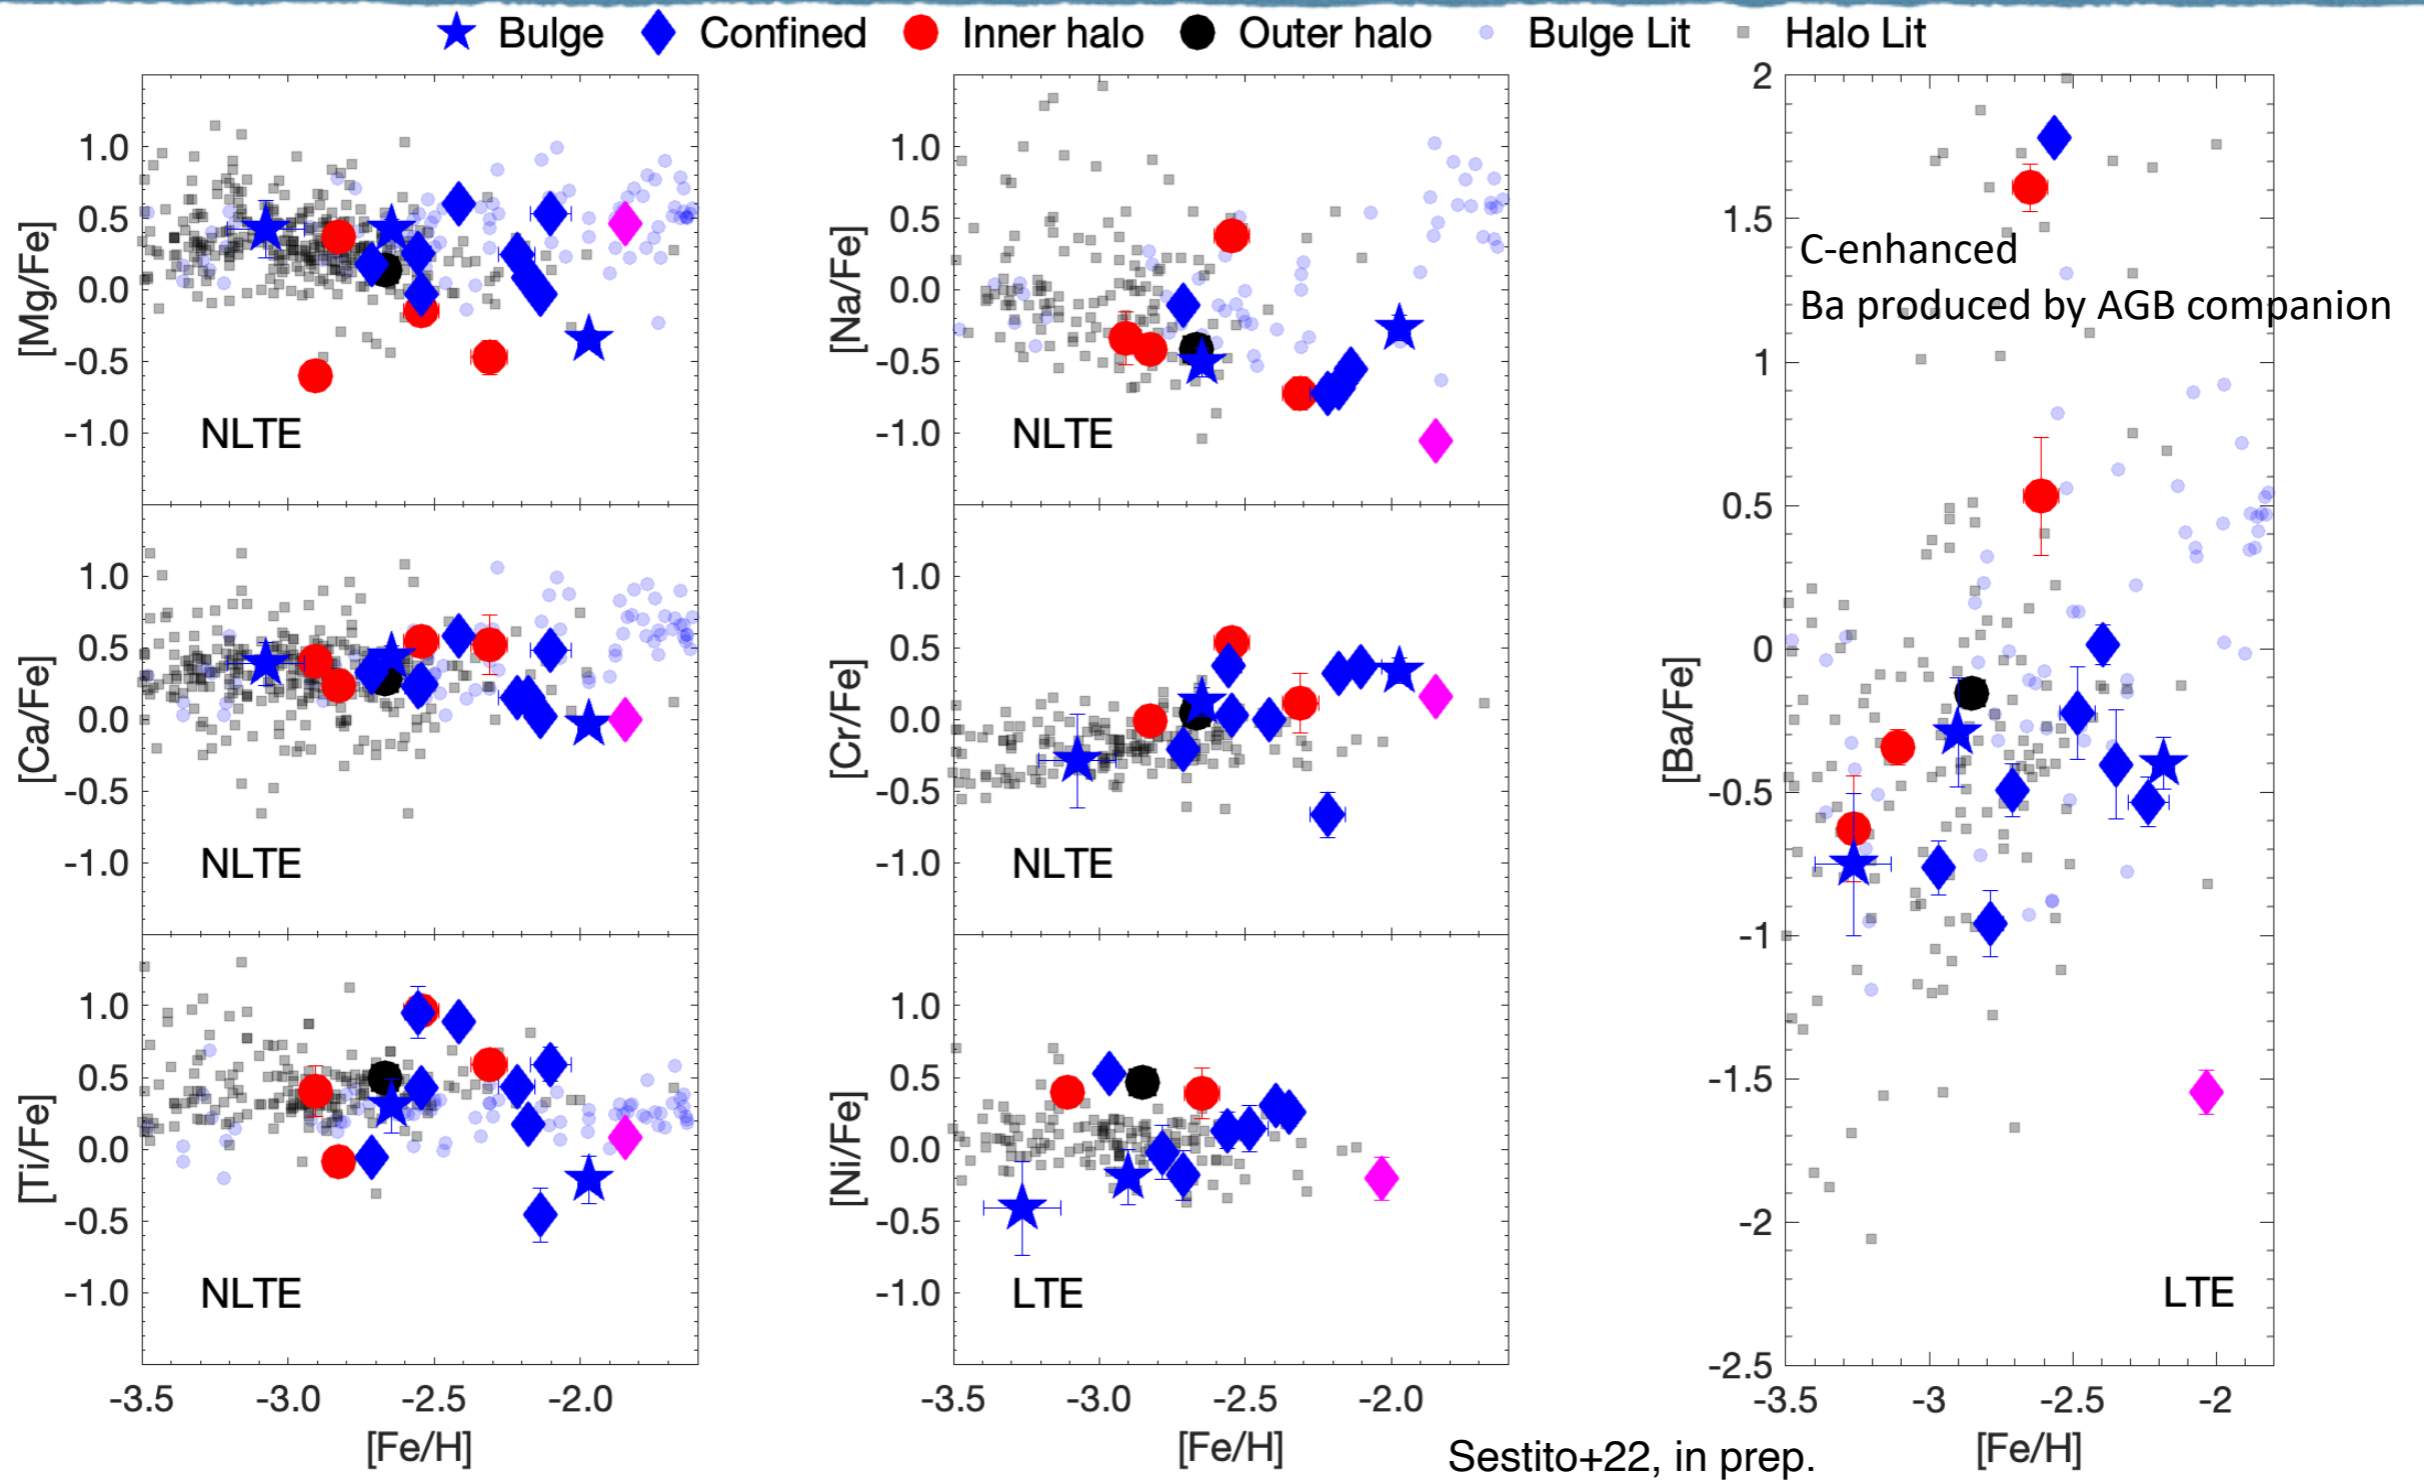 Bulge Confined Inner halo Outer halo Bulge Lit Halo Lit
[Mg/Fe]
1.0
0.5
0.0
-0.5
-1.0
NLTE
[Ca/Fe]
1.0
0.5
0.0
-0.5
-1.0
NLTE
[Ti/Fe]
1.0
0.5
0.0
-0.5
-1.0
NLTE
-3.5 -3.0 -2.5 -2.0
[Fe/H]
[Na/Fe]
1.0
0.5
0.0
-0.5
-1.0
NLTE
[Cr/Fe]
1.0
0.5
0.0
-0.5
-1.0
NLTE
[Ni/Fe]
1.0
0.5
0.0
-0.5
-1.0
LTE
-3.5 -3.0 -2.5 -2.0
[Fe/H]
[Ba/Fe]
2
1.5
1
0.5
0
-0.5
-1
-1.5
-2
-2.5
C-enhanced
Ba produced by AGB companion
LTE
-3.5 -3 -2.5 -2
[Fe/H]
Sestito+22, in prep.